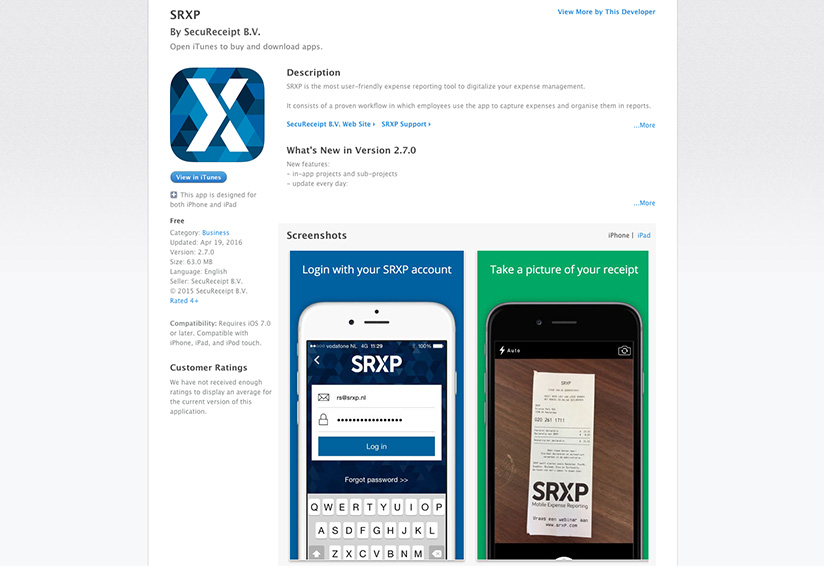 SRXP
View More by This Developer
By SecuReceipt B.V.
Open iTunes to buy and download apps.
Description
SRXP is the most user-friendly expense reporting tool to digitalize your expense management.
It consists of a proven workflow in which employees use the app to capture expenses and organise them in reports.
SecuReceipt B.V. Web Site
SRXP Support
...More
What's New in Version 2.7.0
New features:
- in-app projects and sub-projects
- update every day:
...More
View in iTunes
This app is designed for
both iPhone and iPad
Free
Category: Business
Updated: Apr 19, 2016
Version: 2.7.0
Size: 63.0 MB
Language: English
Seller: SecuReceipt B.V.
© 2015 SecuReceipt B.V.
Rated 4+
Compatibility: Requires iOS 7.0
or later. Compatible with
iPhone, iPad, and iPod touch.
Customer Ratings
We have not received enough
ratings to display an average for
the current version of this
application.
Screenshots
iPhone | iPad
Login with your SRXP account
vodafone NL 4G 11:29 100%
SRXP
rs@srxp.nl
Log in
Forgot password >>
Q W E R T Y U I O P
A S D F G H J K L
Z X C V B N M
Take a picture of your receipt
Auto
SRXP
020 261 1711
SRXP
Mobile Expense Reporting
Vraag een webinar aan
www.srxp.com